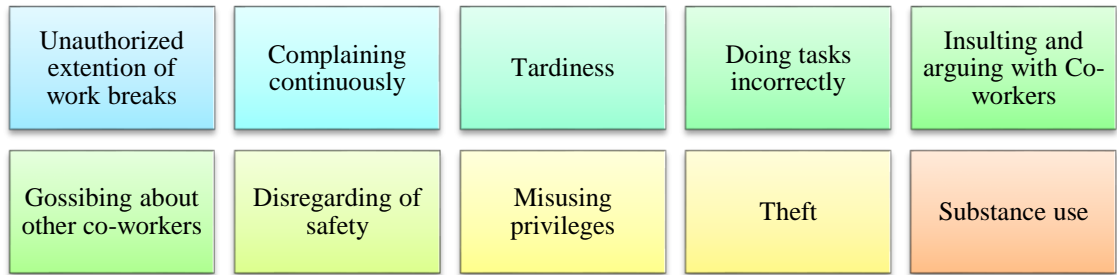 Unauthorized
extention of
work breaks
Complaining
continuously
Tardiness
Doing tasks
incorrectly
Insulting and
arguing with Co-
workers
Gossibing about
other co-workers
Disregarding of
safety
Misusing
privileges
Theft
Substance use